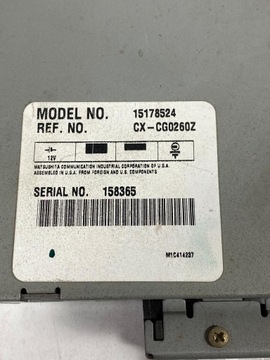 MODEL NO. 15178524
REF. NO. CX-CG0260Z
12V
MATSUSHITA COMMUNICATION INDUSTRIAL CORPORATION OF U.S.A.
ASSEMBLED IN U.S.A. FROM FOREIGN AND U.S. COMPONENTS
SERIAL NO. 158365
M1C414237